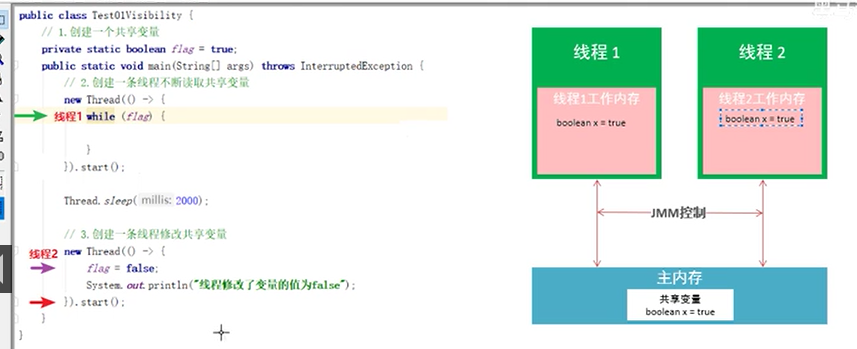 public class Test01Visibility {
// 1.创建一个共享变量
private static boolean flag = true;
public static void main(String[] args) throws InterruptedException {
// 2.创建一条线程不断读取共享变量
new Thread(() -> {
线程1 while (flag) {
}
}).start();
Thread.sleep( millis: 2000);
// 3.创建一条线程修改共享变量
线程2 new Thread(() -> {
flag = false;
System.out.println("线程修改了变量的值为false");
}).start();
}
}
线程 1
线程1工作内存
boolean x = true
线程 2
线程2工作内存
boolean x = true
JMM控制
主内存
共享变量
boolean x = true